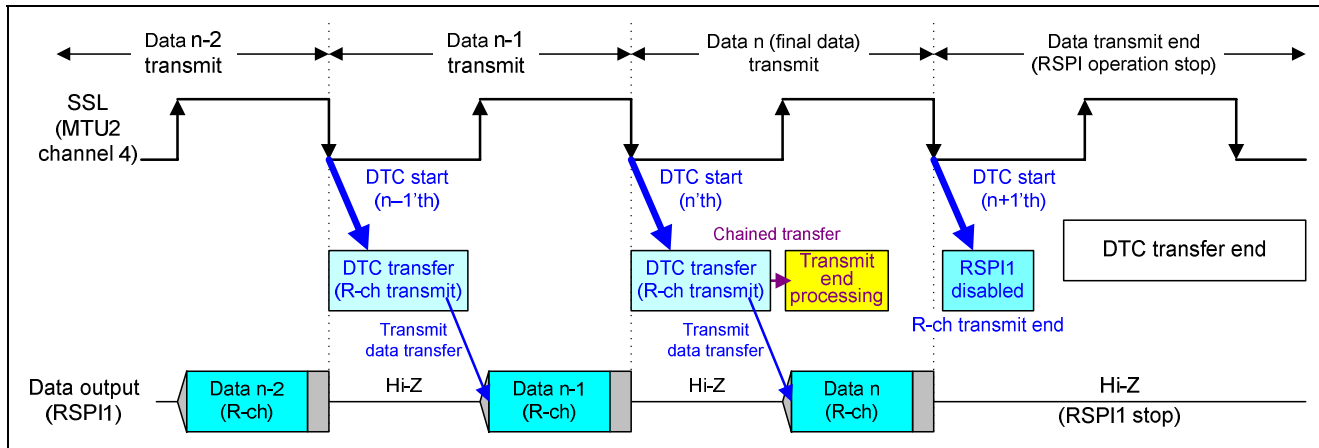 Data n-2
transmit
Data n-1
transmit
Data n (final data)
transmit
Data transmit end
(RSPI operation stop)
SSL
(MTU2
channel 4)
DTC start
(n–1'th)
DTC start
(n'th)
DTC start
(n+1'th)
Chained transfer
DTC transfer
(R-ch transmit)
DTC transfer
(R-ch transmit)
Transmit
end
processing
RSPI1
disabled
DTC transfer end
R-ch transmit end
Transmit
data transfer
Transmit
data transfer
Data output
(RSPI1)
Data n-2
(R-ch)
Hi-Z
Data n-1
(R-ch)
Hi-Z
Data n
(R-ch)
Hi-Z
(RSPI1 stop)